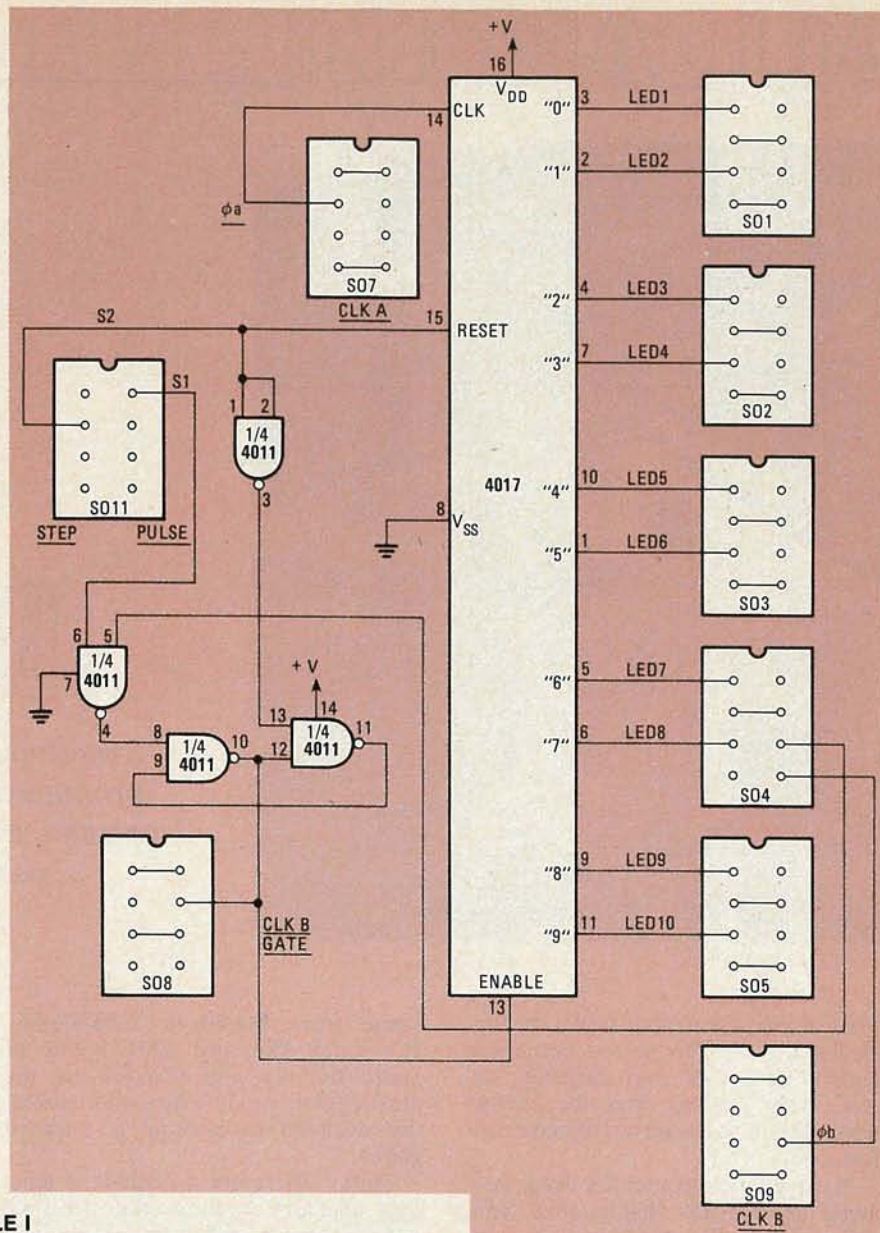 +V
16
VDD
14
CLK
"0"
3
LED1
"1"
2
LED2
SO1
φa
SO7
CLK A
"2"
4
LED3
"3"
7
LED4
SO2
S2
15
RESET
S1
1
2
1/4
4011
3
SO11
STEP
PULSE
8
VSS
4017
"4"
10
LED5
"5"
1
LED6
SO3
6
5
1/4
4011
7
4
+V
13
14
1/4
4011
11
12
8
1/4
4011
10
9
"6"
5
LED7
"7"
6
LED8
SO4
SO8
CLK B
GATE
"8"
9
LED9
"9"
11
LED10
SO5
ENABLE
13
φb
SO9
CLK B
LE I